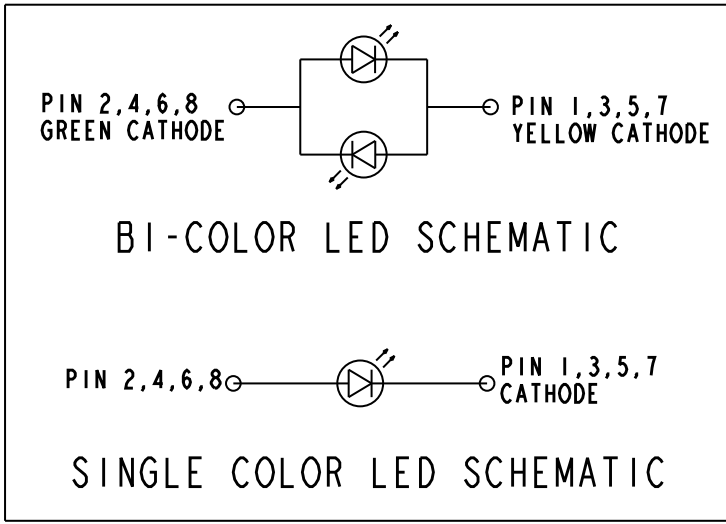 PIN 2,4,6,8
GREEN CATHODE
PIN 1,3,5,7
YELLOW CATHODE
BI-COLOR LED SCHEMATIC
PIN 2,4,6,8
PIN 1,3,5,7
CATHODE
SINGLE COLOR LED SCHEMATIC